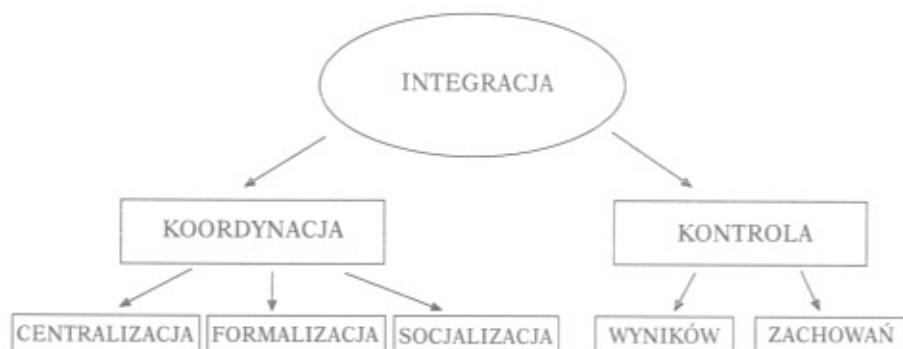 INTEGRACJA
KOORDYNACJA
KONTROLA
CENTRALIZACJA
FORMALIZACJA
SOCJALIZACJA
WYNIKÓW
ZACHOWAŃ